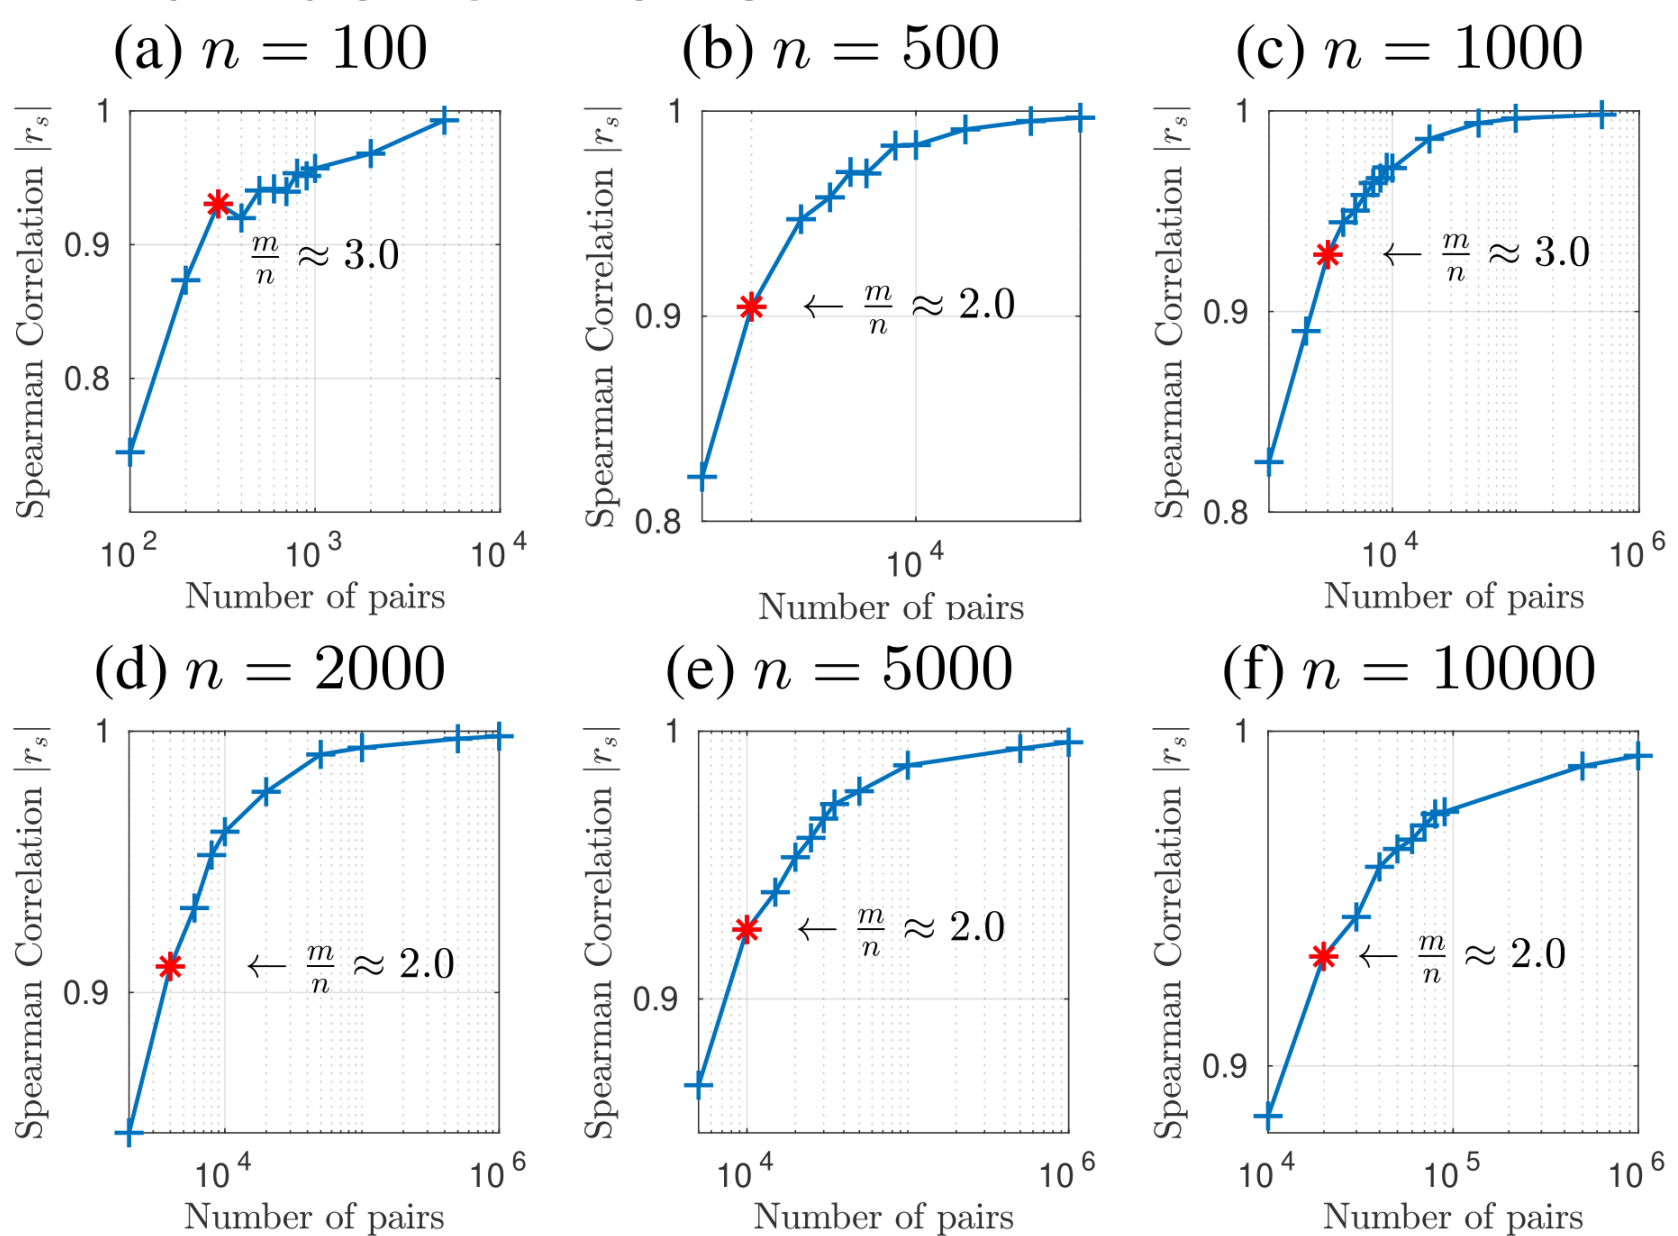 (a) n = 100
Spearman Correlation |r_s|
1
0.9
0.8
m/n ≈ 3.0
10^2 10^3 10^4
Number of pairs
(b) n = 500
Spearman Correlation |r_s|
1
0.9
0.8
← m/n ≈ 2.0
10^4
Number of pairs
(c) n = 1000
Spearman Correlation |r_s|
1
0.9
0.8
← m/n ≈ 3.0
10^4 10^6
Number of pairs
(d) n = 2000
Spearman Correlation |r_s|
1
0.9
← m/n ≈ 2.0
10^4 10^6
Number of pairs
(e) n = 5000
Spearman Correlation |r_s|
1
0.9
← m/n ≈ 2.0
10^4 10^6
Number of pairs
(f) n = 10000
Spearman Correlation |r_s|
1
0.9
← m/n ≈ 2.0
10^4 10^5 10^6
Number of pairs